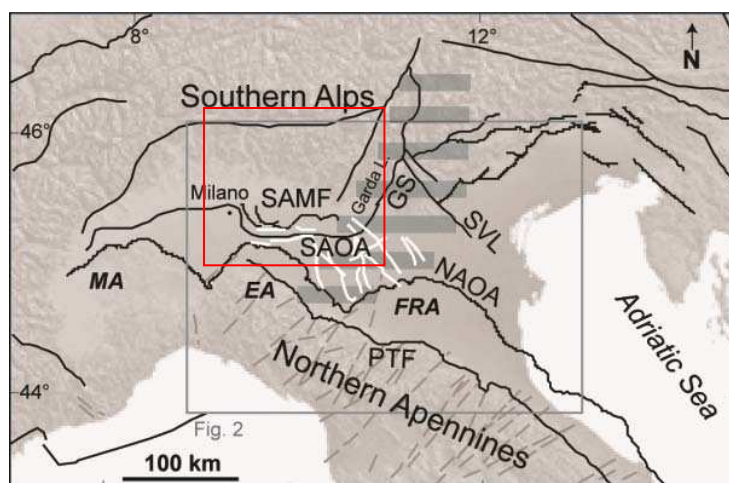 8°
12°
N
Southern Alps
46°
Garda L.
Milano
SAMF
GS
SVL
SAOA
NAOA
MA
EA
FRA
Adriatic Sea
PTF
44°
Northern Apennines
Fig. 2
100 km